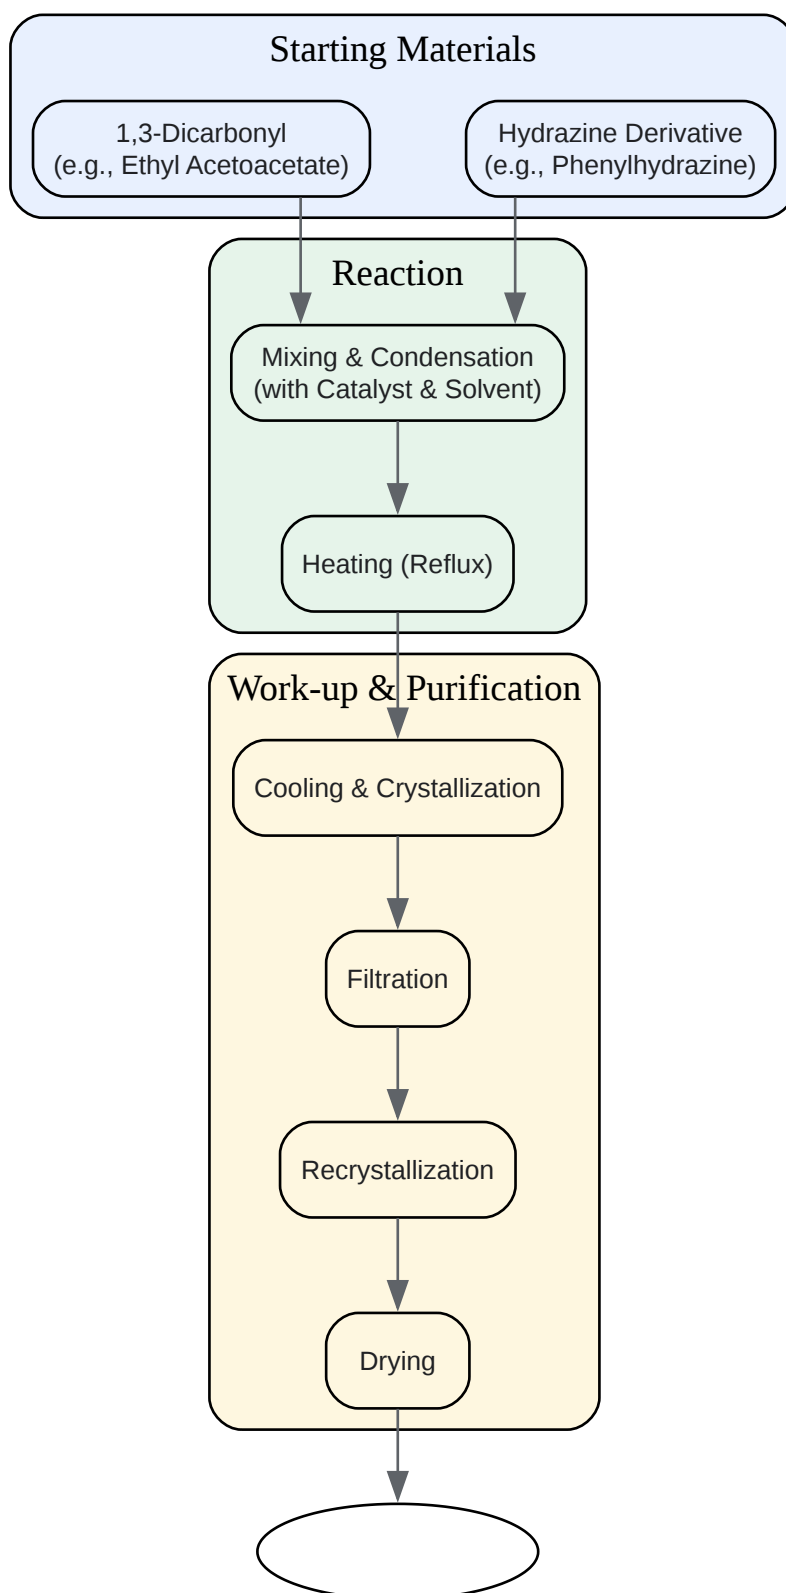 Starting Materials
1,3-Dicarbonyl
(e.g., Ethyl Acetoacetate)
Hydrazine Derivative
(e.g., Phenylhydrazine)
Reaction
Mixing & Condensation
(with Catalyst & Solvent)
Heating (Reflux)
Work-up & Purification
Cooling & Crystallization
Filtration
Recrystallization
Drying